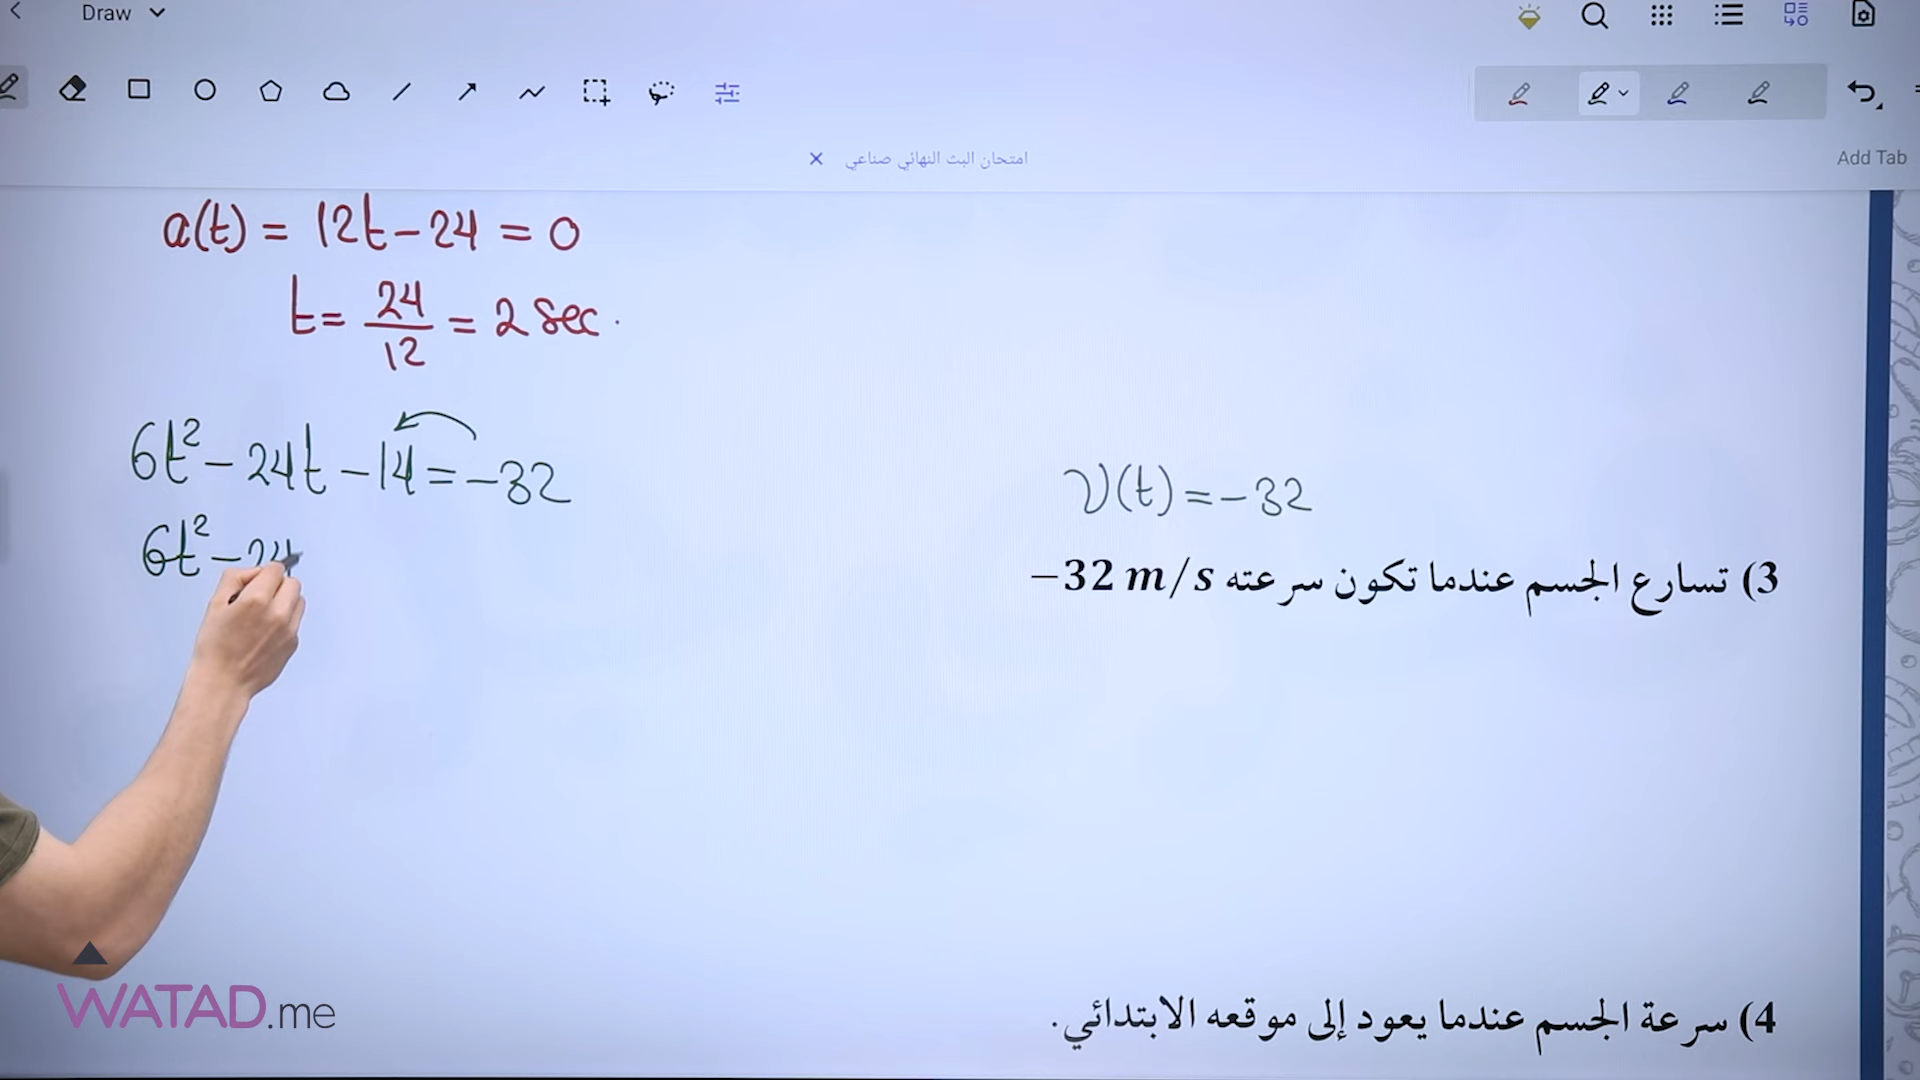 Draw
امتحان البث النهائي صناعي
Add Tab
a(t) = 12t - 24 = 0
t = 24/12 = 2 sec.
6t² - 24t - 14 = -32
v(t) = -32
6t² - 24
3) تسارع الجسم عندما تكون سرعته -32 m/s
4) سرعة الجسم عندما يعود إلى موقعه الابتدائي.
WATAD.me